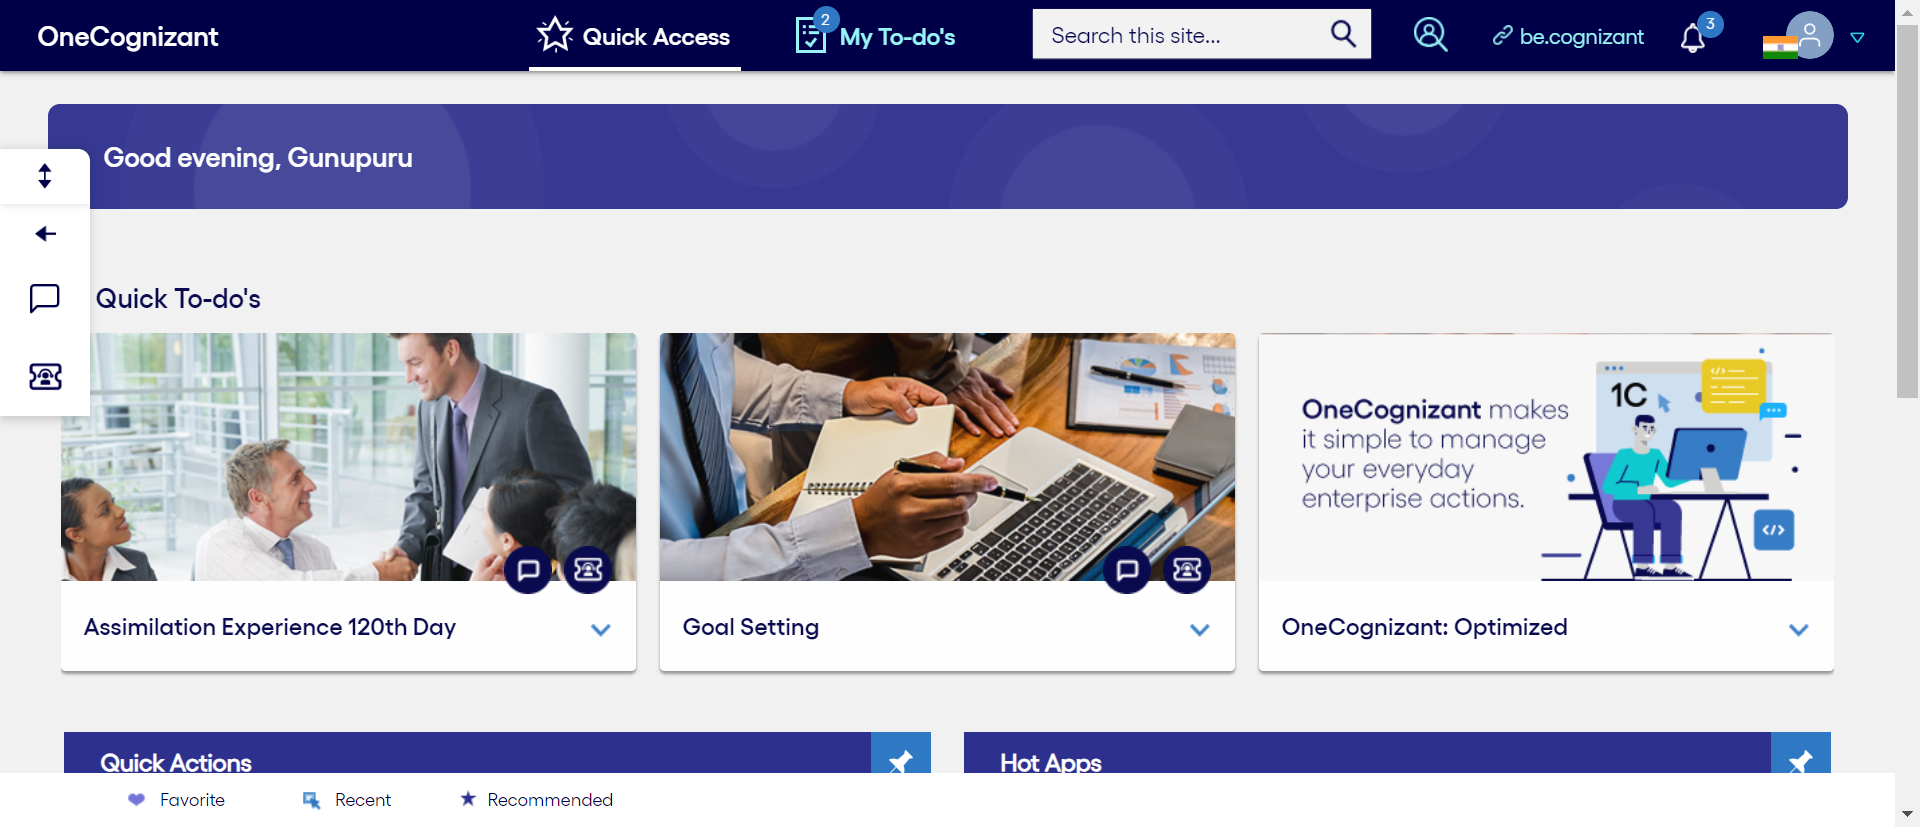 OneCognizant
Quick Access
2
My To-do's
Search this site...
be.cognizant
3
Good evening, Gunupuru
Quick To-do's
OneCognizant makes
it simple to manage
your everyday
enterprise actions.
1C
</>
</>
Assimilation Experience 120th Day
Goal Setting
OneCognizant: Optimized
Quick Actions
Hot Apps
Favorite
Recent
Recommended